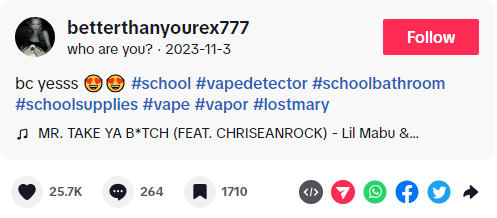 betterthanyourex777
who are you? · 2023-11-3
Follow
bc yesss 😍😍 #school #vapedetector #schoolbathroom
#schoolsupplies #vape #vapor #lostmary
♫ MR. TAKE YA B*TCH (FEAT. CHRISEANROCK) - Lil Mabu &...
25.7K 264 1710